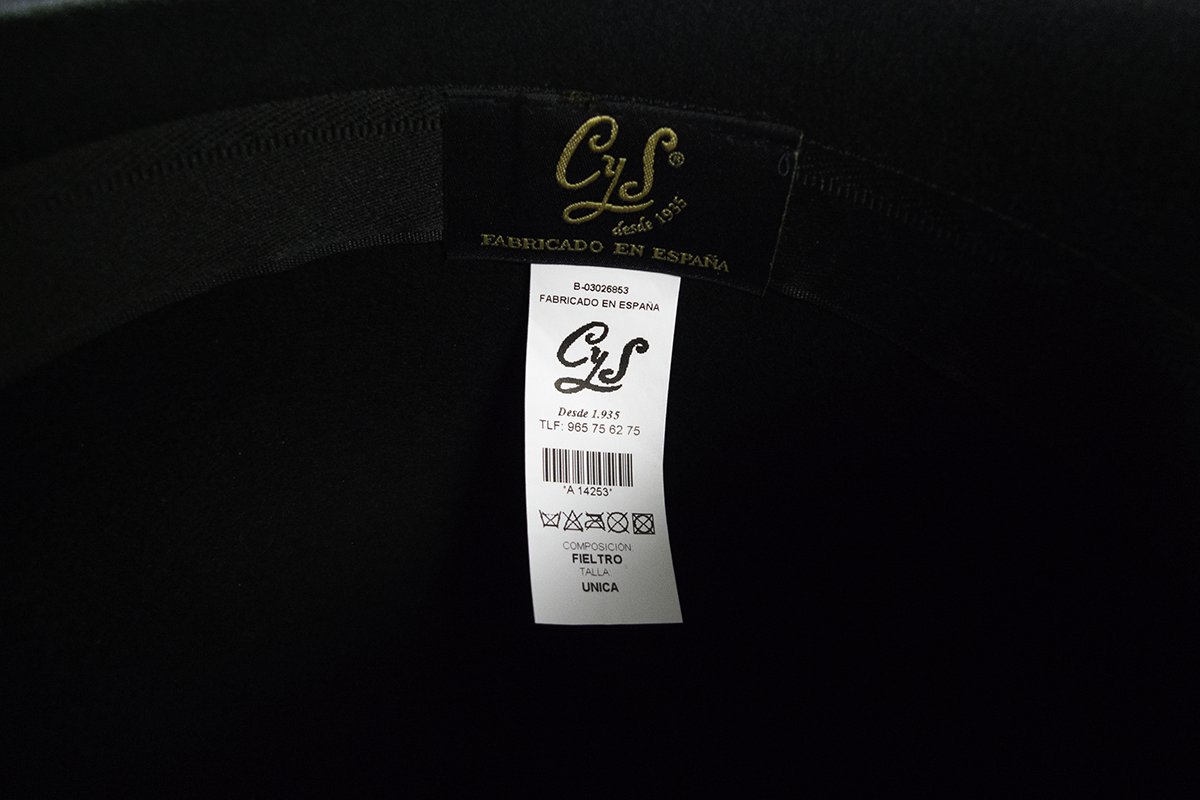 CyS®
desde 1935
FABRICADO EN ESPAÑA
B-03026853
FABRICADO EN ESPAÑA
CyS
Desde 1.935
TLF: 965 75 62 75
*A 14253*
COMPOSICIÓN:
FIELTRO
TALLA:
UNICA